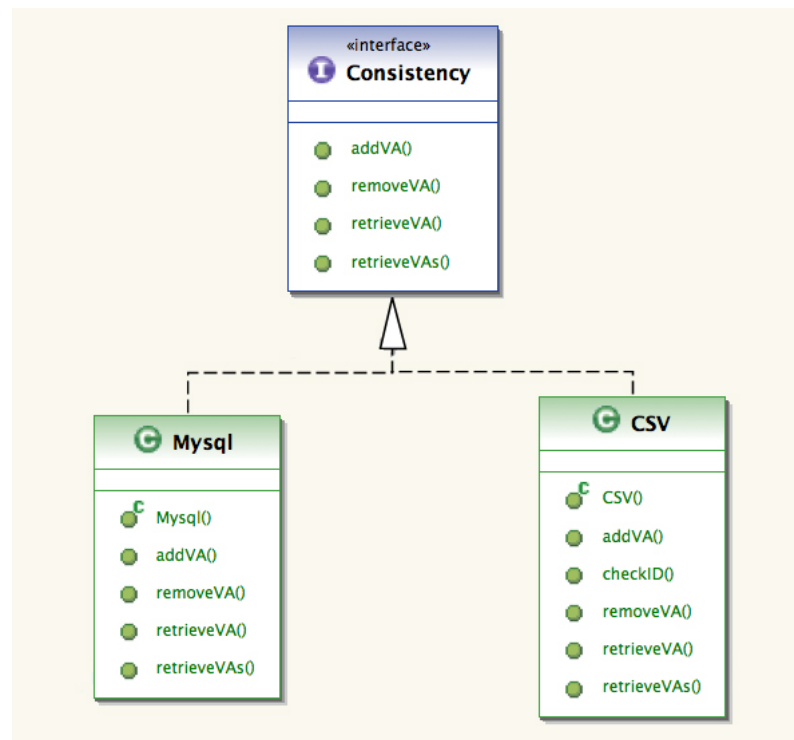 «interface»
I Consistency
addVA()
removeVA()
retrieveVA()
retrieveVAs()
C Mysql
C Mysql()
addVA()
removeVA()
retrieveVA()
retrieveVAs()
C CSV
C CSV()
addVA()
checkID()
removeVA()
retrieveVA()
retrieveVAs()